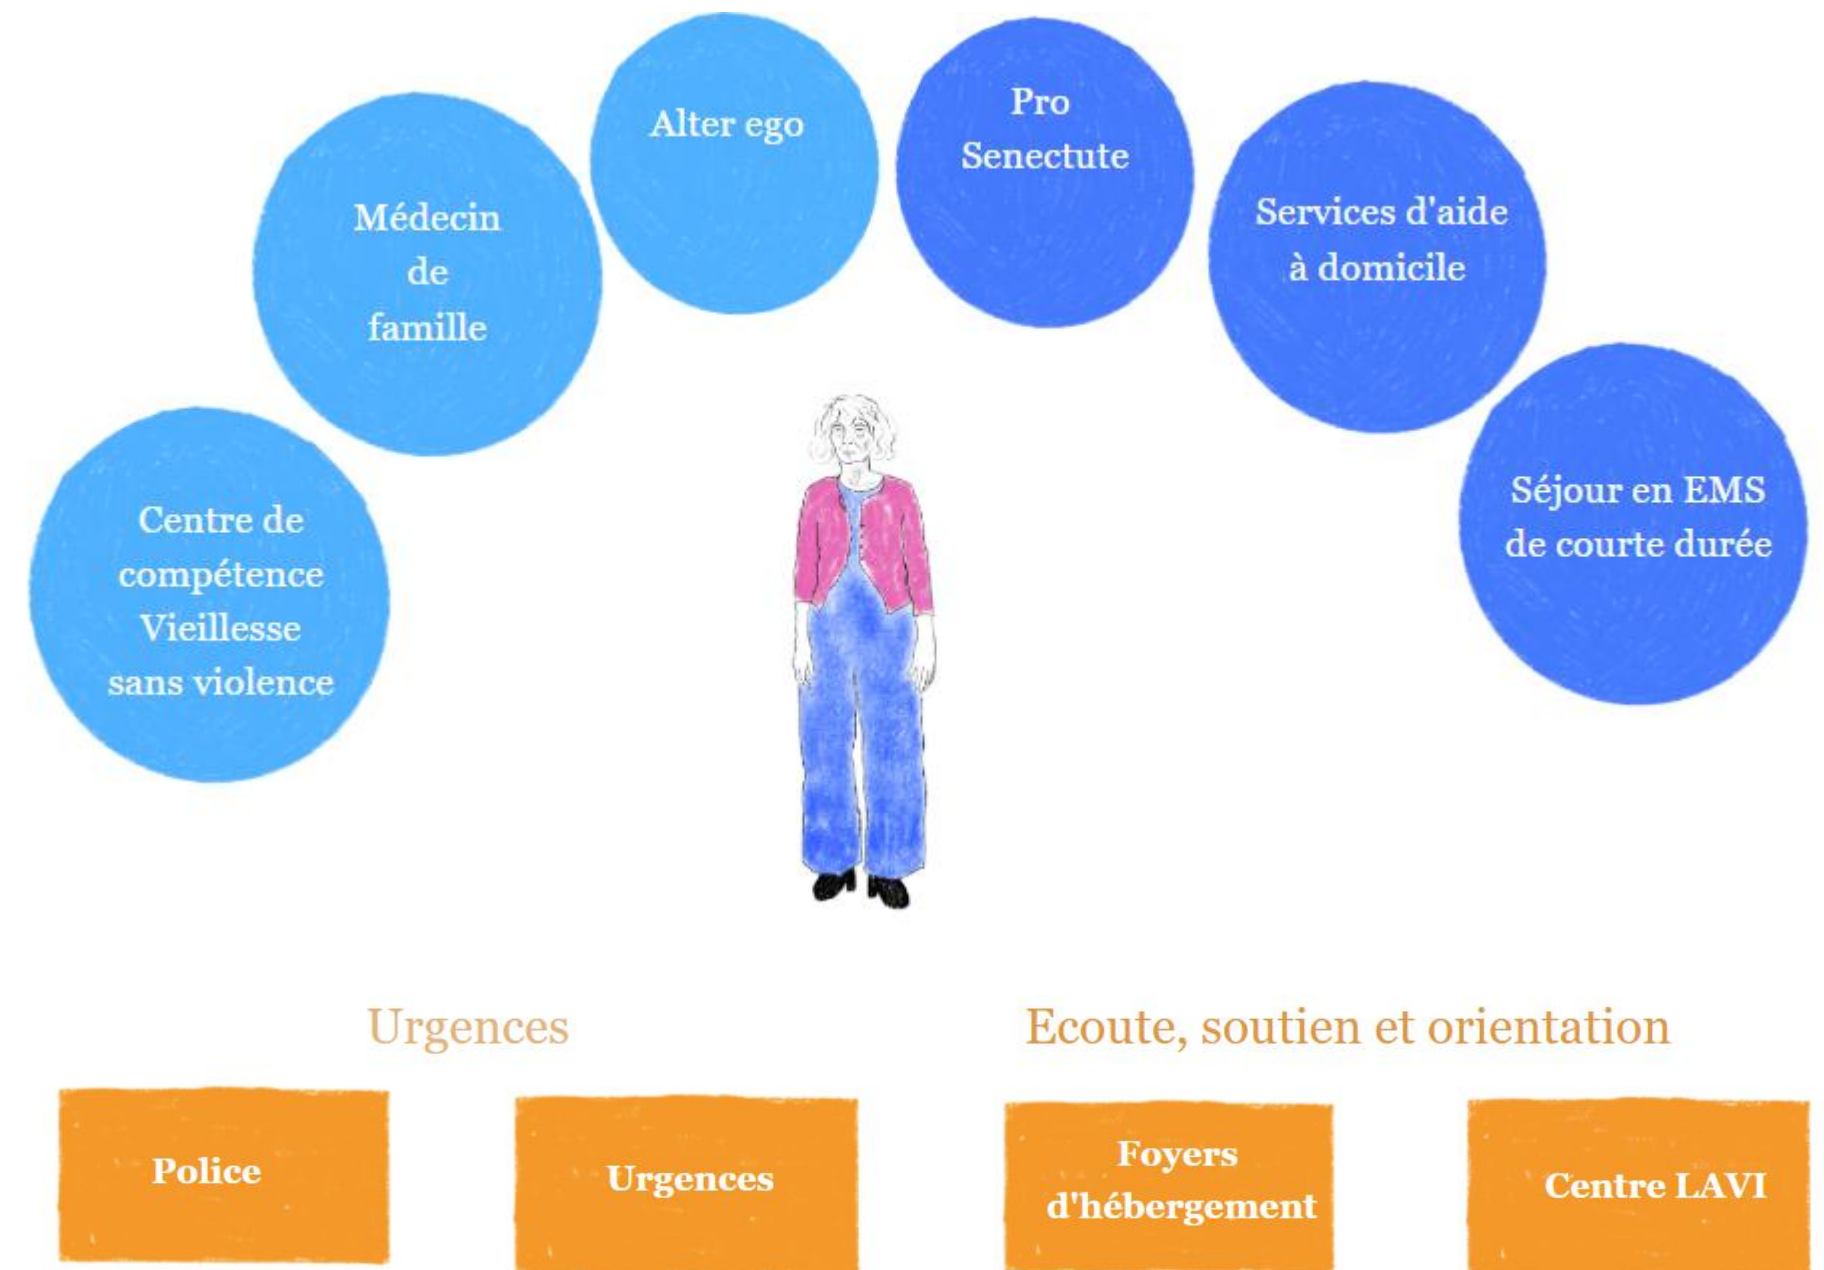 Alter ego
Pro
Senectute
Médecin
de
famille
Services d'aide
à domicile
Centre de
compétence
Vieillesse
sans violence
Séjour en EMS
de courte durée
Urgences
Ecoute, soutien et orientation
Police
Urgences
Foyers
d'hébergement
Centre LAVI